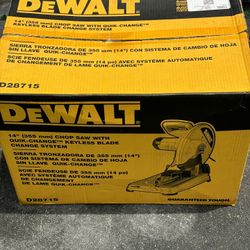 DEWALT
14" (355 mm) CHOP SAW WITH QUIK-CHANGE™
KEYLESS BLADE CHANGE SYSTEM
SIERRA TRONZADORA DE 355 mm (14") CON SISTEMA DE CAMBIO DE HOJA
SIN LLAVE QUIK-CHANGE™
SCIE FENDEUSE DE 355 mm (14 po) AVEC SYSTÈME AUTOMATIQUE
DE CHANGEMENT DE LAME QUIK-CHANGE™
D28715
DEWALT
14" (355 mm) CHOP SAW WITH
QUIK-CHANGE™ KEYLESS BLADE
CHANGE SYSTEM
SIERRA TRONZADORA DE 355 mm (14")
CON SISTEMA DE CAMBIO DE HOJA
SIN LLAVE QUIK-CHANGE™
SCIE FENDEUSE DE 355 mm (14 po)
AVEC SYSTÈME AUTOMATIQUE
DE CHANGEMENT
DE LAME QUIK-CHANGE™
D28715
GUARANTEED TOUGH.